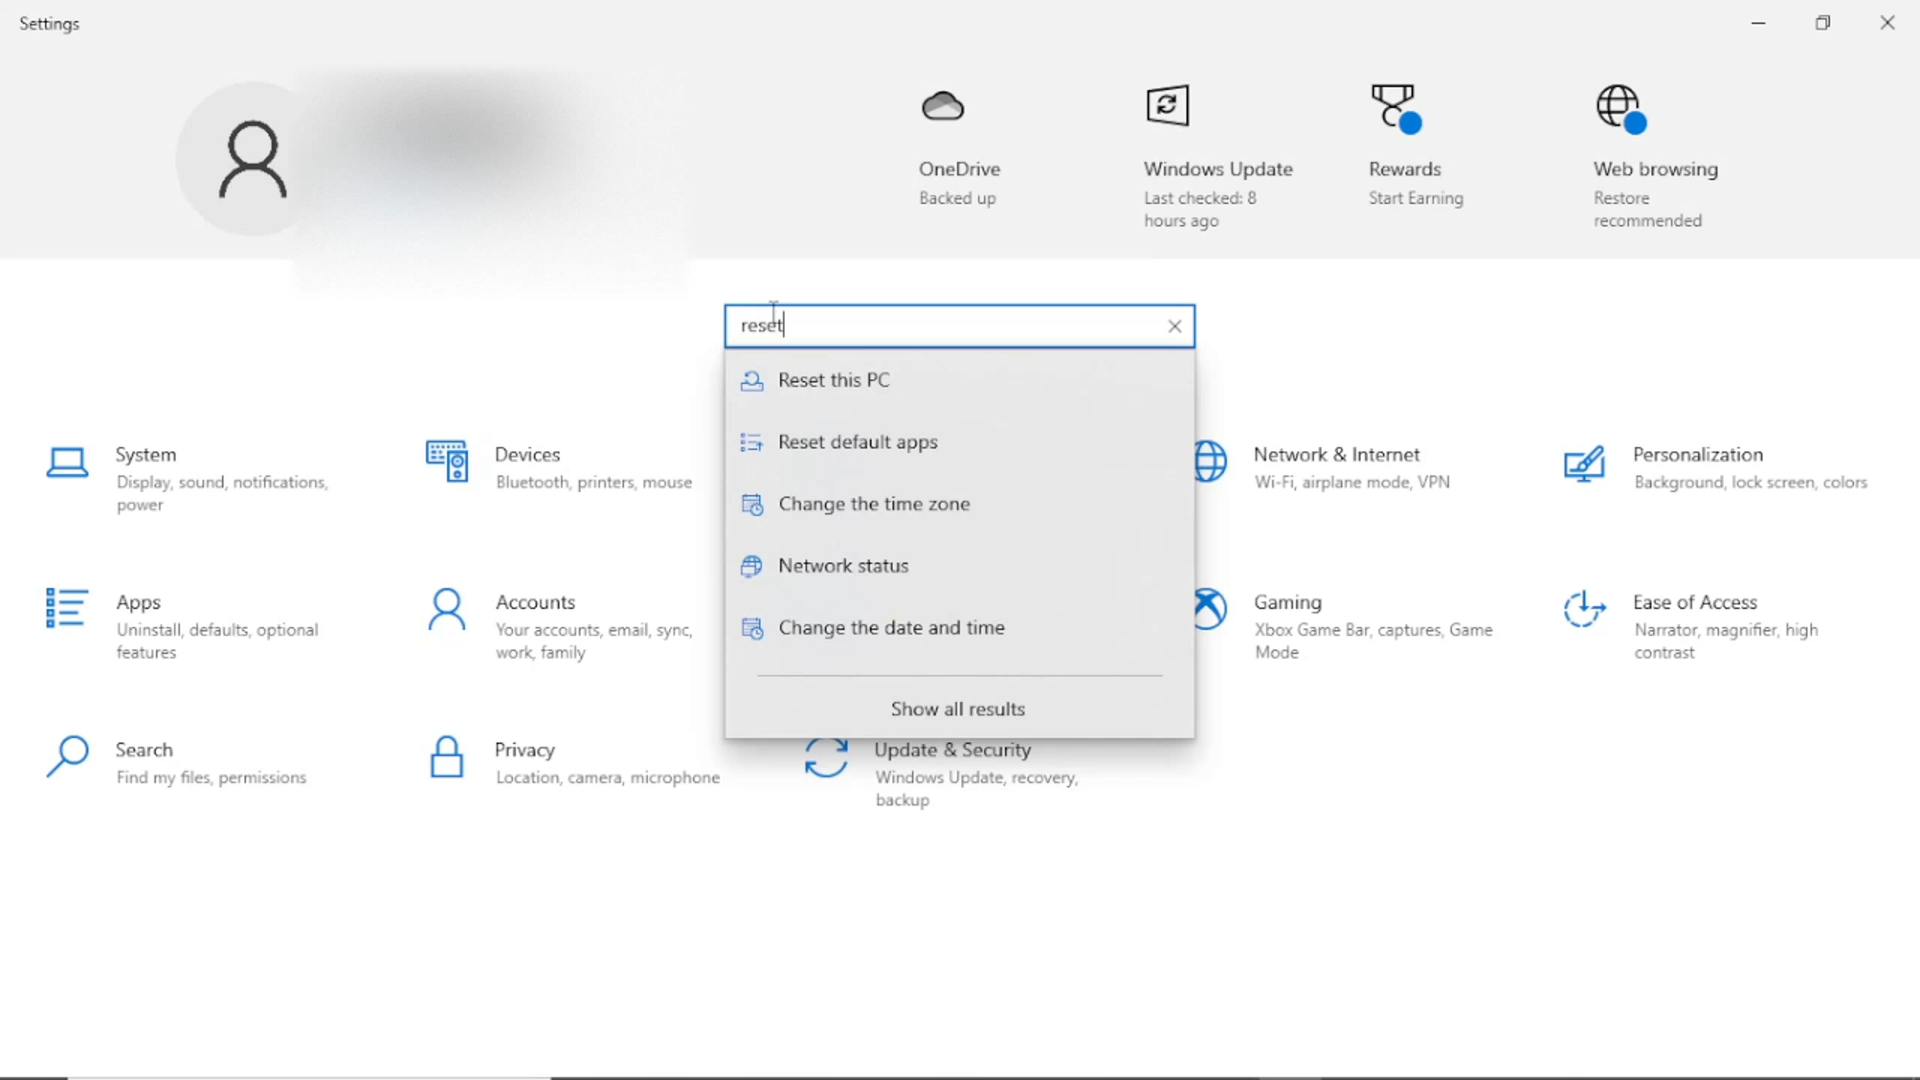 Settings
OneDrive
Backed up
Windows Update
Last checked: 8
hours ago
Rewards
Start Earning
Web browsing
Restore
recommended
reset
Reset this PC
Reset default apps
Change the time zone
Network status
Change the date and time
Show all results
System
Display, sound, notifications,
power
Devices
Bluetooth, printers, mouse
Network & Internet
Wi-Fi, airplane mode, VPN
Personalization
Background, lock screen, colors
Apps
Uninstall, defaults, optional
features
Accounts
Your accounts, email, sync,
work, family
Gaming
Xbox Game Bar, captures, Game
Mode
Ease of Access
Narrator, magnifier, high
contrast
Search
Find my files, permissions
Privacy
Location, camera, microphone
Update & Security
Windows Update, recovery,
backup